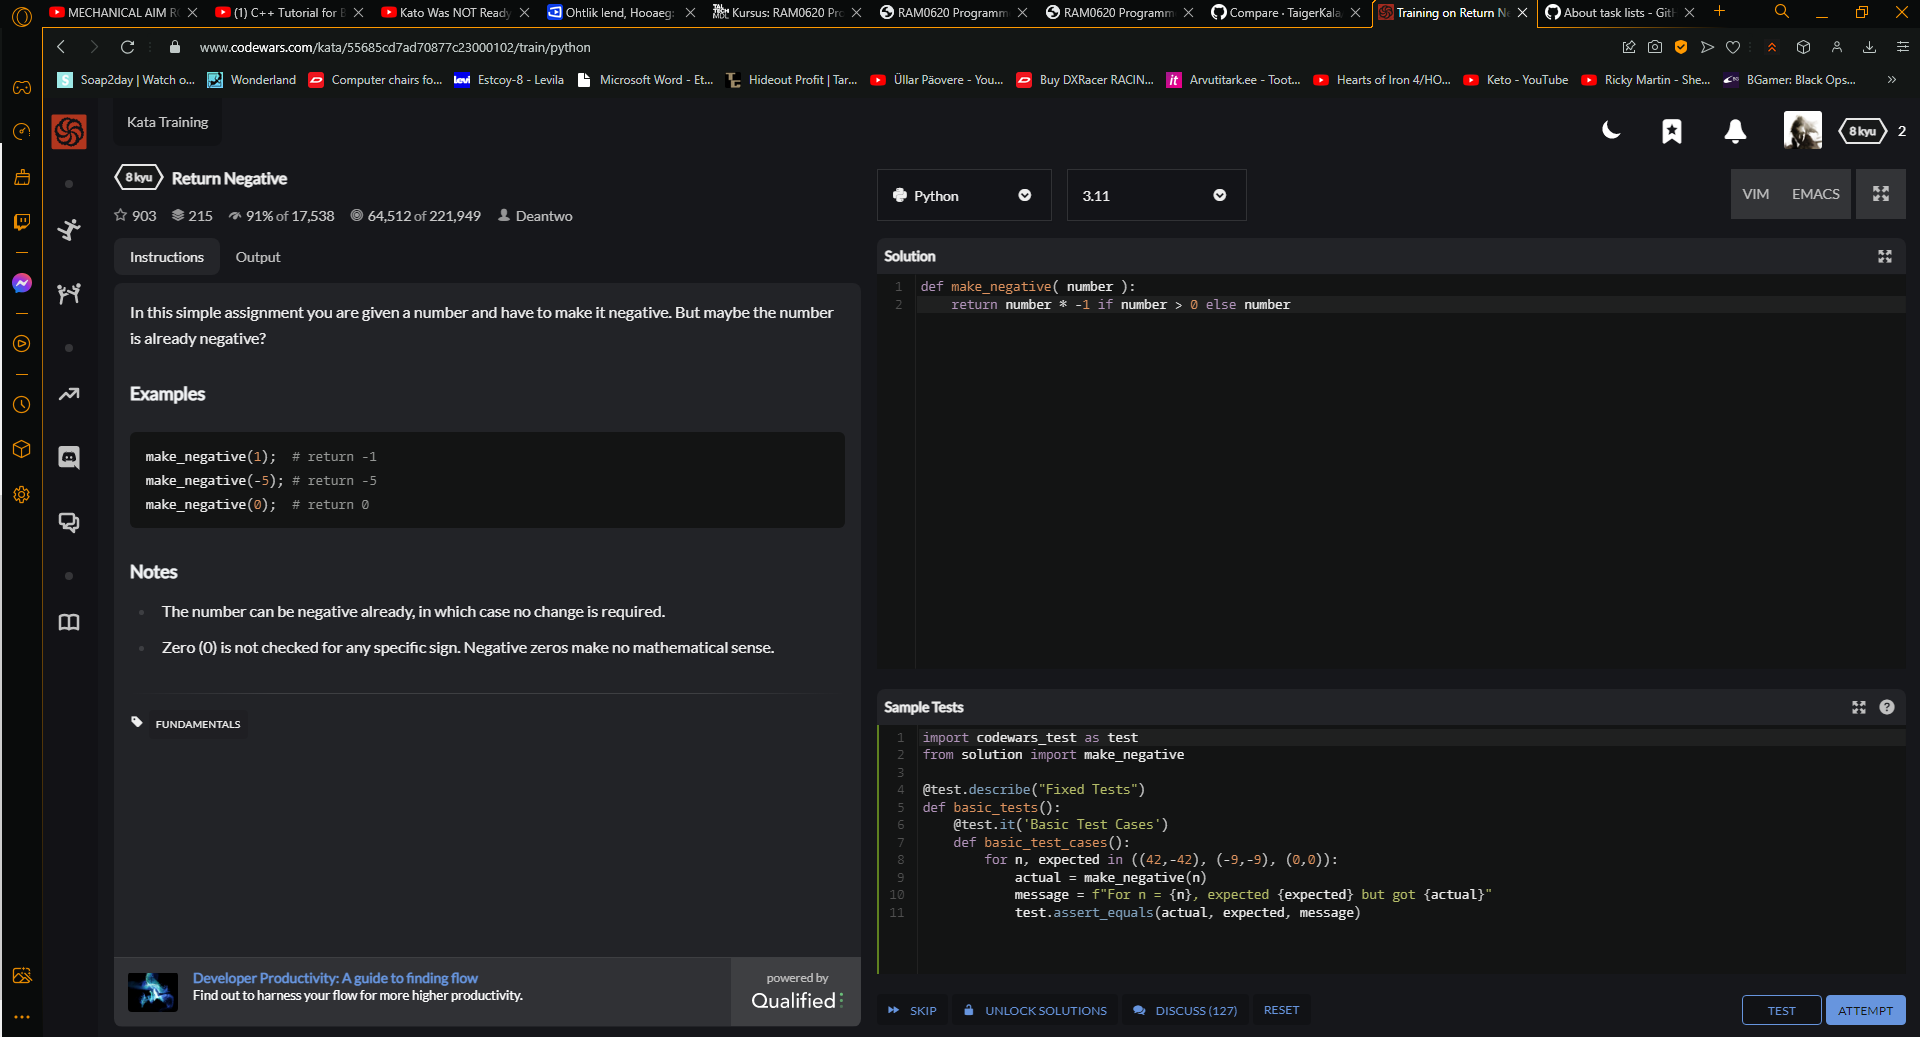 MECHANICAL AIM RO
(1) C++ Tutorial for B
Kato Was NOT Ready
Ohtlik lend, Hooaeg:
Kursus: RAM0620 Pro
RAM0620 Programm
RAM0620 Programm
Compare · TaigerKala
Training on Return Ne
About task lists - GitH
www.codewars.com/kata/55685cd7ad70877c23000102/train/python
Soap2day | Watch o...
Wonderland
Computer chairs fo...
Estcoy-8 - Levila
Microsoft Word - Et...
Hideout Profit | Tar...
Üllar Päovere - You...
Buy DXRacer RACIN...
Arvutitark.ee - Toot...
Hearts of Iron 4/HO...
Keto - YouTube
Ricky Martin - She...
BGamer: Black Ops...
Kata Training
8 kyu
2
8 kyu
Return Negative
903
215
91% of 17,538
64,512 of 221,949
Deantwo
Python
3.11
VIM
EMACS
Instructions
Output
Solution
1 def make_negative( number ):
2     return number * -1 if number > 0 else number
In this simple assignment you are given a number and have to make it negative. But maybe the number
is already negative?
Examples
make_negative(1);  # return -1
make_negative(-5); # return -5
make_negative(0);  # return 0
Notes
The number can be negative already, in which case no change is required.
Zero (0) is not checked for any specific sign. Negative zeros make no mathematical sense.
FUNDAMENTALS
Sample Tests
1 import codewars_test as test
2 from solution import make_negative
3
4 @test.describe("Fixed Tests")
5 def basic_tests():
6     @test.it('Basic Test Cases')
7     def basic_test_cases():
8         for n, expected in ((42,-42), (-9,-9), (0,0)):
9             actual = make_negative(n)
10             message = f"For n = {n}, expected {expected} but got {actual}"
11             test.assert_equals(actual, expected, message)
Developer Productivity: A guide to finding flow
Find out to harness your flow for more higher productivity.
powered by
Qualified
SKIP
UNLOCK SOLUTIONS
DISCUSS (127)
RESET
TEST
ATTEMPT